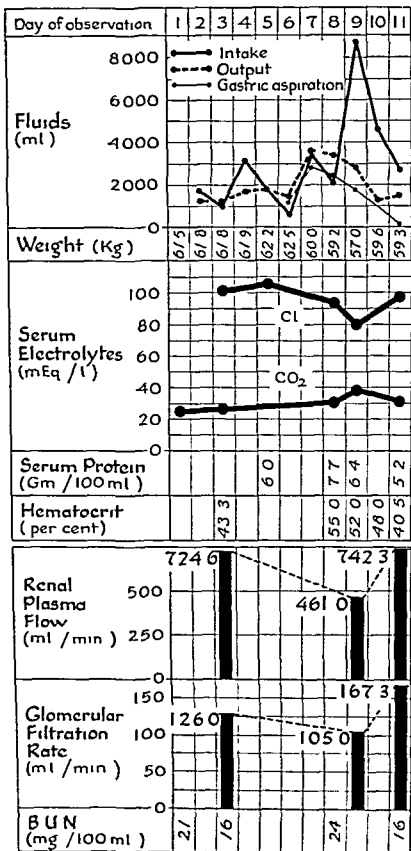 Day of observation 1 2 3 4 5 6 7 8 9 10 11
8000
6000
-4000
2000
0
Intake
Output
Gastric aspiration
Fluids
(ml)
Weight (Kg) 61 5 61 8 61 8 61 9 62 2 62 5 60 0 59 2 57 0 59 6 59 3
100
80
60
40
20
0
Cl
CO2
Serum
Electrolytes
(mEq /l)
Serum Protein
(Gm /100 ml) 6 0 7 7 6 4 5 2
Hematocrit
(per cent) 43 3 55 0 52 0 48 0 40 5
724 6 742 3
461 0
Renal
Plasma
Flow
(ml /min)
500
250
0
150
100
50
0
167 3
126 0
105 0
Glomerular
Filtration
Rate
(ml /min)
B U N
(mg /100 ml) 21 16 24 16